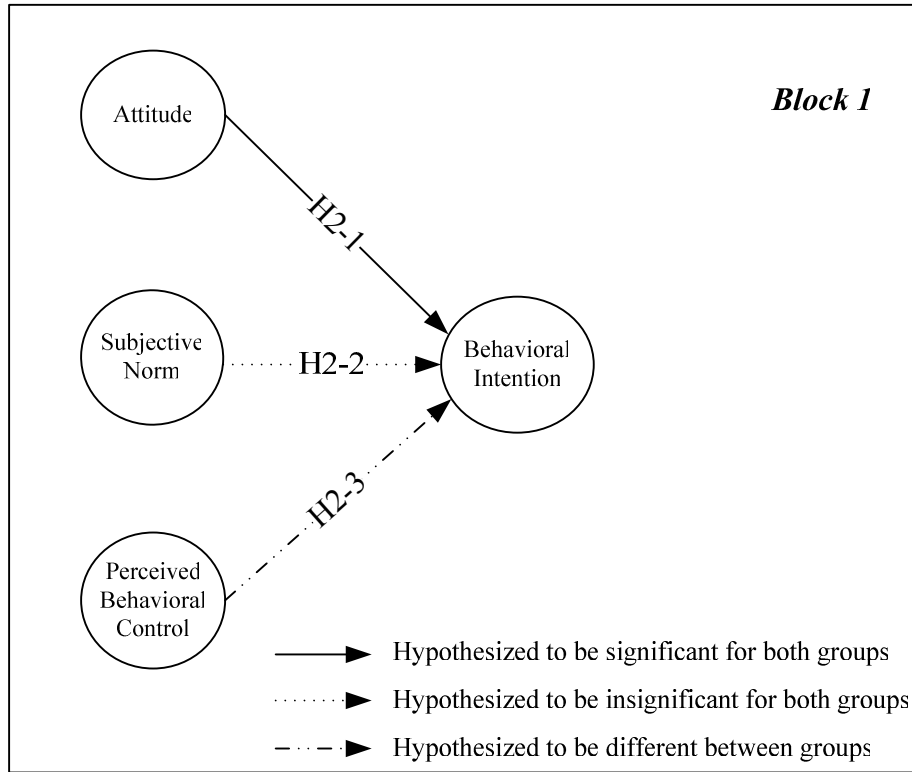 Block 1
Attitude
H2-1
Subjective
Norm
H2-2
Behavioral
Intention
H2-3
Perceived
Behavioral
Control
Hypothesized to be significant for both groups
Hypothesized to be insignificant for both groups
Hypothesized to be different between groups